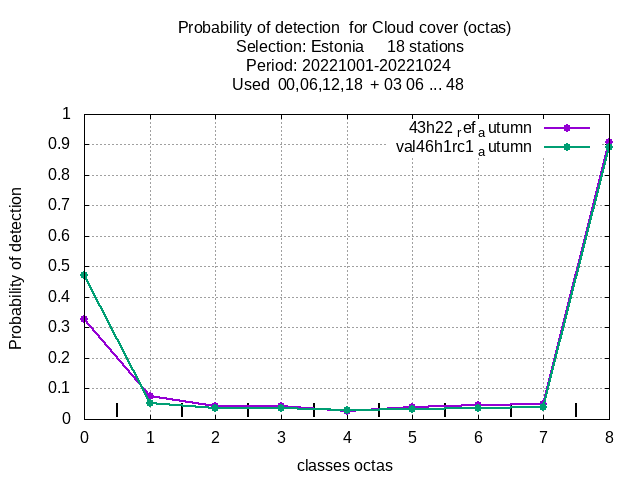 Probability of detection  for Cloud cover (octas)
Selection: Estonia     18 stations
Period: 20221001-20221024
Used  00,06,12,18  + 03 06 ... 48
43h22 refautumn
val46h1rc1 autumn
Probability of detection
1
0.9
0.8
0.7
0.6
0.5
0.4
0.3
0.2
0.1
0
0 1 2 3 4 5 6 7 8
classes octas